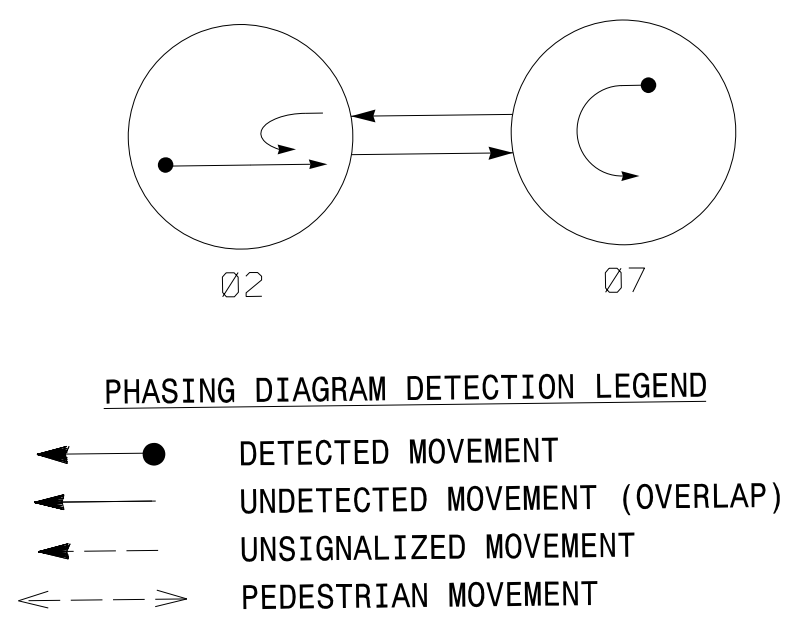 Ø2
Ø7
PHASING DIAGRAM DETECTION LEGEND
DETECTED MOVEMENT
UNDETECTED MOVEMENT (OVERLAP)
UNSIGNALIZED MOVEMENT
PEDESTRIAN MOVEMENT